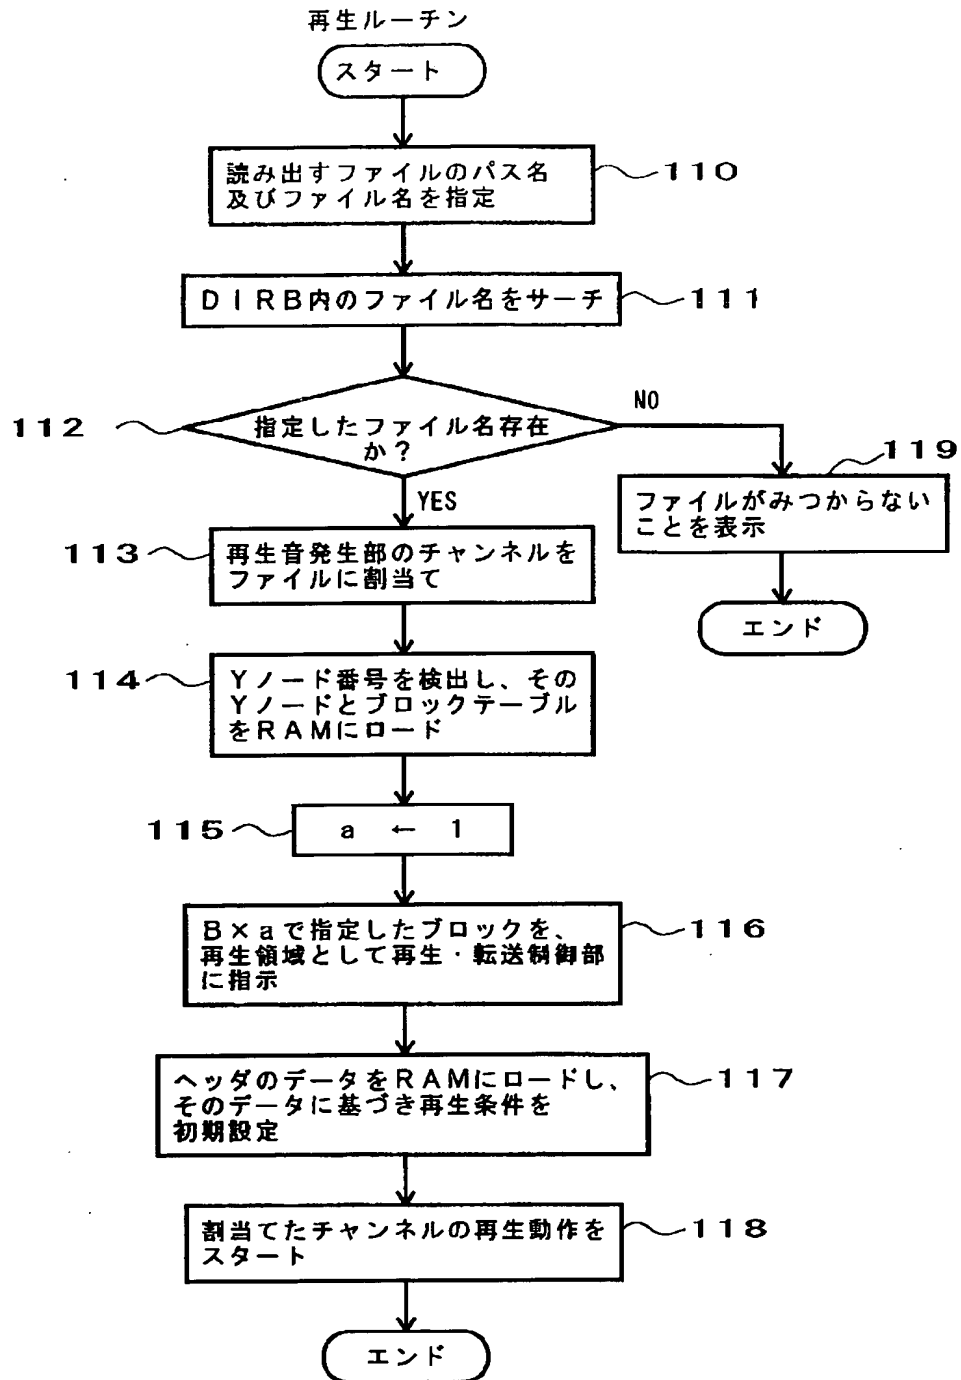 再生ルーチン
スタート
読み出すファイルのパス名
及びファイル名を指定
110
DIRB内のファイル名をサーチ
111
112
指定したファイル名存在
か?
NO
YES
119
ファイルがみつからない
ことを表示
エンド
113
再生音発生部のチャンネルを
ファイルに割当て
114
Yノード番号を検出し、その
Yノードとブロックテーブル
をRAMにロード
115
a ← 1
B×aで指定したブロックを、
再生領域として再生・転送制御部
に指示
116
ヘッダのデータをRAMにロードし、
そのデータに基づき再生条件を
初期設定
117
割当てたチャンネルの再生動作を
スタート
118
エンド